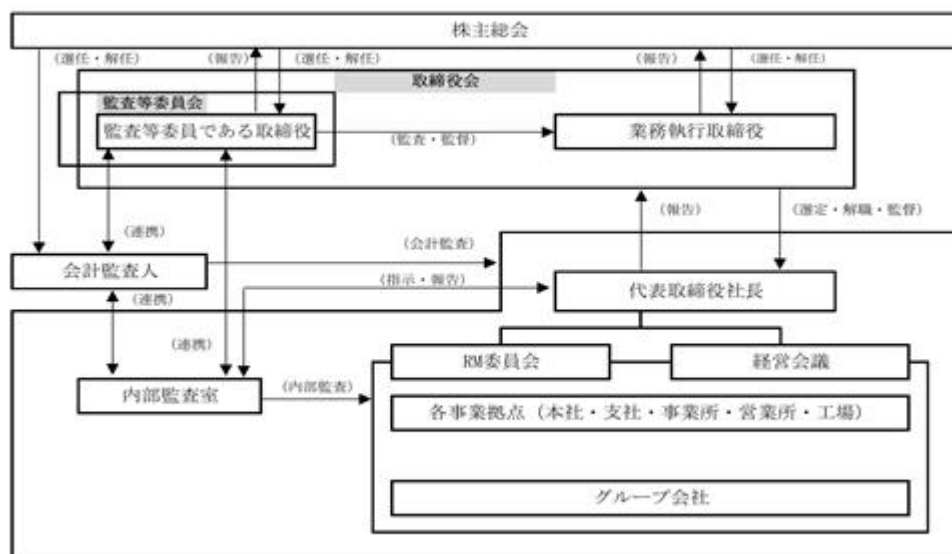 株主総会
(選任・解任)
(報告)
(選任・解任)
(報告)
(選任・解任)
取締役会
監査等委員会
監査等委員である取締役
(監査・監督)
業務執行取締役
(連携)
(報告)
(選定・解職・監督)
会計監査人
(会計監査)
(指示・報告)
代表取締役社長
(連携)
(連携)
RM委員会
経営会議
内部監査室
(内部監査)
各事業拠点(本社・支社・事業所・営業所・工場)
グループ会社